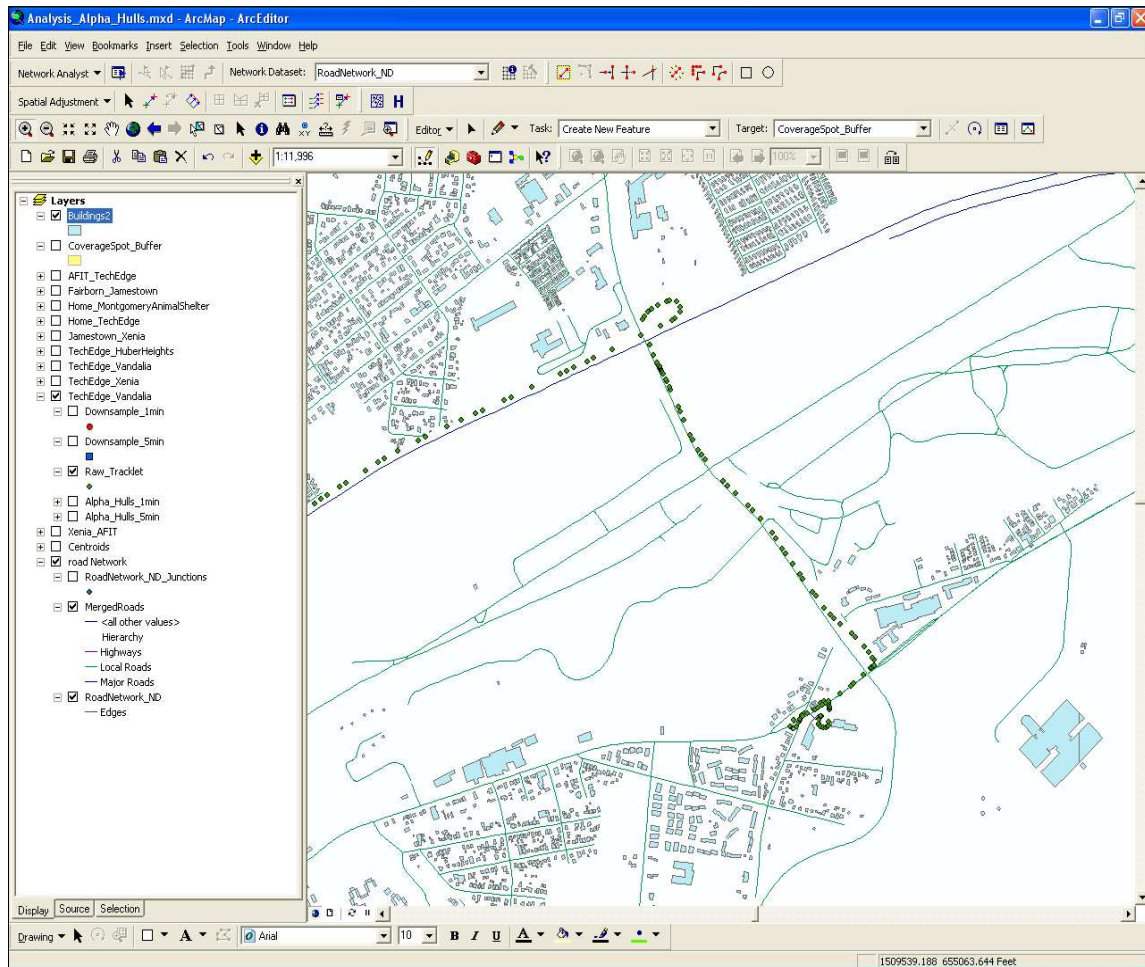 Analysis_Alpha_Hulls.mxd - ArcMap - ArcEditor
File Edit View Bookmarks Insert Selection Tools Window Help
Network Analyst Network Dataset: RoadNetwork_ND
Spatial Adjustment H
Editor Task: Create New Feature Target: CoverageSpot_Buffer
1:11,996 100%
Layers
Buildings2
CoverageSpot_Buffer
AFIT_TechEdge
Fairborn_Jamestown
Home_MontgomeryAnimalShelter
Home_TechEdge
Jamestown_Xenia
TechEdge_HuberHeights
TechEdge_Vandalia
TechEdge_Xenia
TechEdge_Vandalia
Downsample_1min
Downsample_5min
Raw_Tracklet
Alpha_Hulls_1min
Alpha_Hulls_5min
Xenia_AFIT
Centroids
road Network
RoadNetwork_ND_Junctions
MergedRoads
<all other values>
Hierarchy
Highways
Local Roads
Major Roads
RoadNetwork_ND
Edges
Display Source Selection
Drawing A Arial 10 B I U A
1509539.188 655063.644 Feet